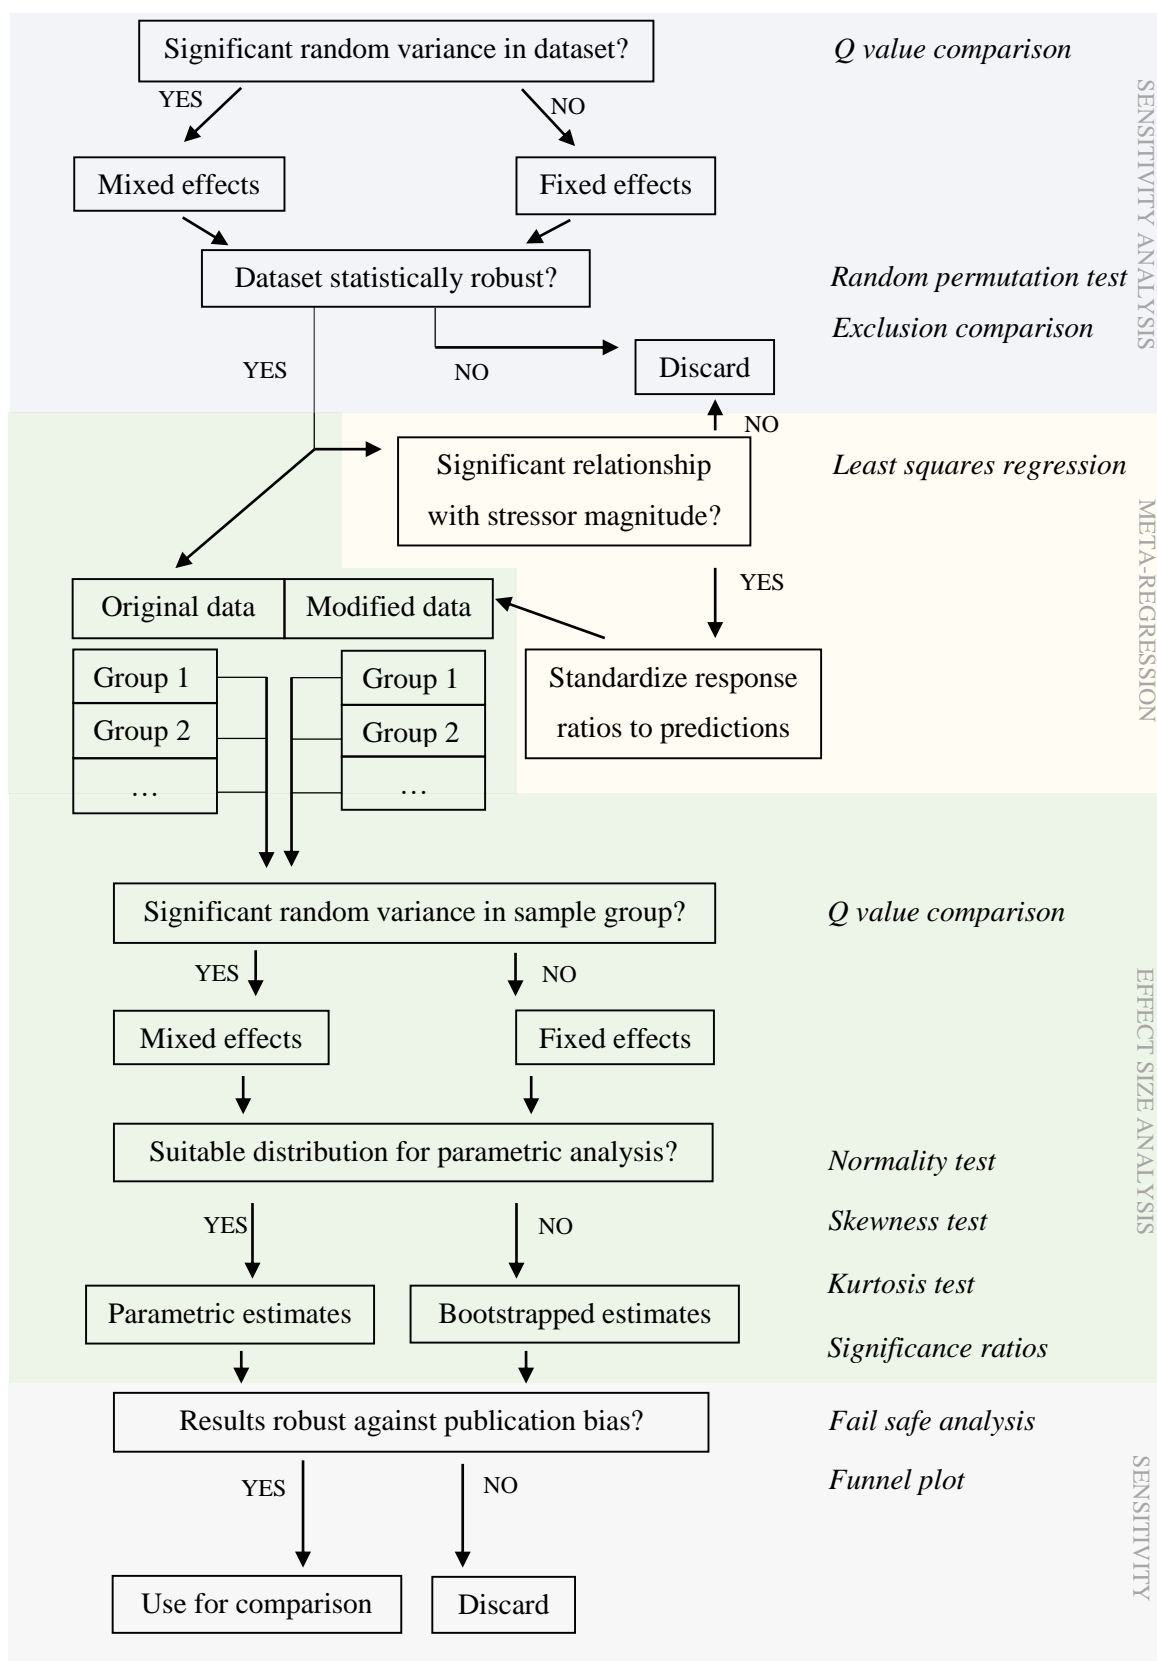 Significant random variance in dataset?
Q value comparison
YES
NO
Mixed effects
Fixed effects
Dataset statistically robust?
Random permutation test
Exclusion comparison
YES
NO
Discard
SENSITIVITY ANALYSIS
NO
Significant relationship
with stressor magnitude?
Least squares regression
YES
Original data
Modified data
Group 1
Group 2
…
Group 1
Group 2
…
Standardize response
ratios to predictions
META-REGRESSION
Significant random variance in sample group?
Q value comparison
YES
NO
Mixed effects
Fixed effects
Suitable distribution for parametric analysis?
Normality test
YES
NO
Skewness test
Kurtosis test
Parametric estimates
Bootstrapped estimates
Significance ratios
EFFECT SIZE ANALYSIS
Results robust against publication bias?
Fail safe analysis
YES
NO
Funnel plot
Use for comparison
Discard
SENSITIVITY